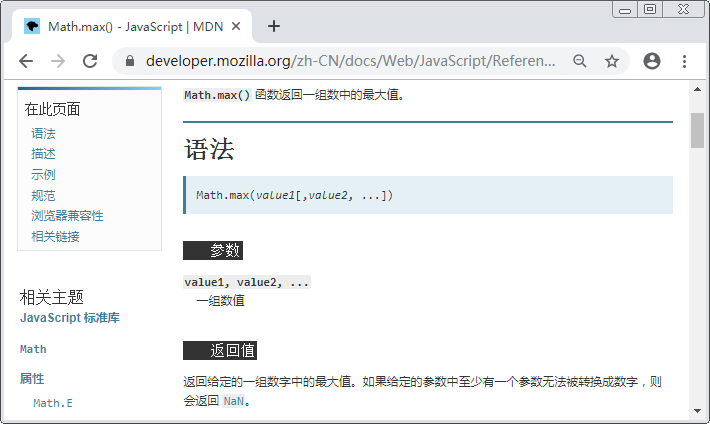 Math.max() - JavaScript | MDN
developer.mozilla.org/zh-CN/docs/Web/JavaScript/Referen...
在此页面
语法
描述
示例
规范
浏览器兼容性
相关链接
相关主题
JavaScript 标准库
Math
属性
Math.E
Math.max() 函数返回一组数中的最大值。
语法
Math.max(value1[,value2, ...])
参数
value1, value2, ...
一组数值
返回值
返回给定的一组数字中的最大值。如果给定的参数中至少有一个参数无法被转换成数字，则
会返回 NaN。